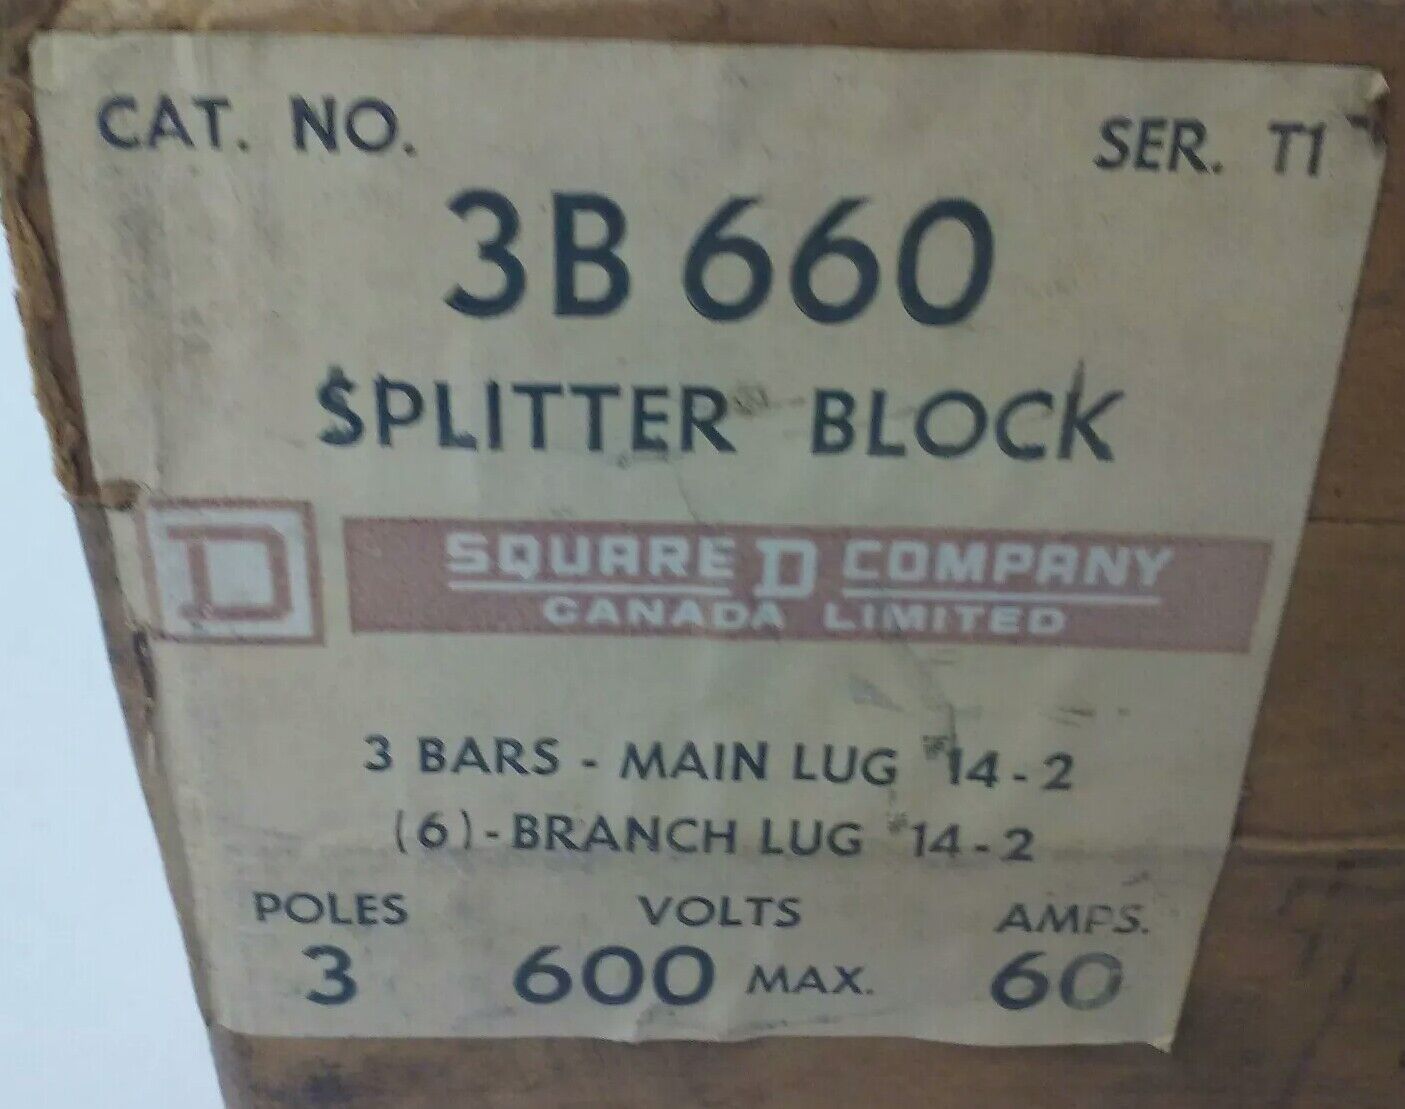 CAT. NO.
SER. T1
3B 660
SPLITTER BLOCK
D
SQUARE D COMPANY
CANADA LIMITED
3 BARS - MAIN LUG #14-2
(6)-BRANCH LUG #14-2
POLES VOLTS AMPS.
3 600 MAX. 60